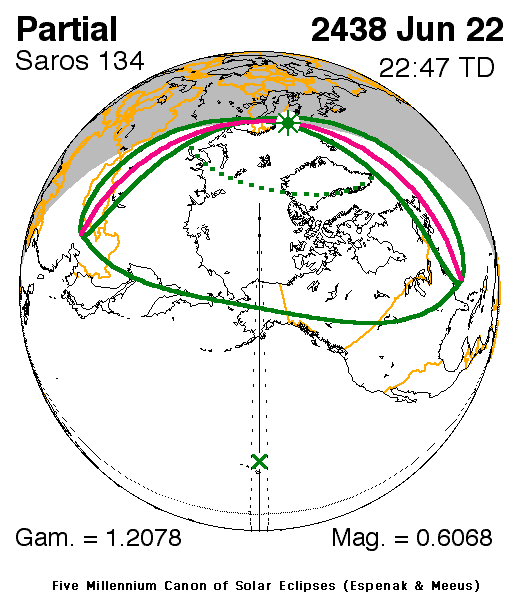 Partial
2438 Jun 22
Saros 134
22:47 TD
Gam. = 1.2078
Mag. = 0.6068
Five Millennium Canon of Solar Eclipses (Espenak & Meeus)